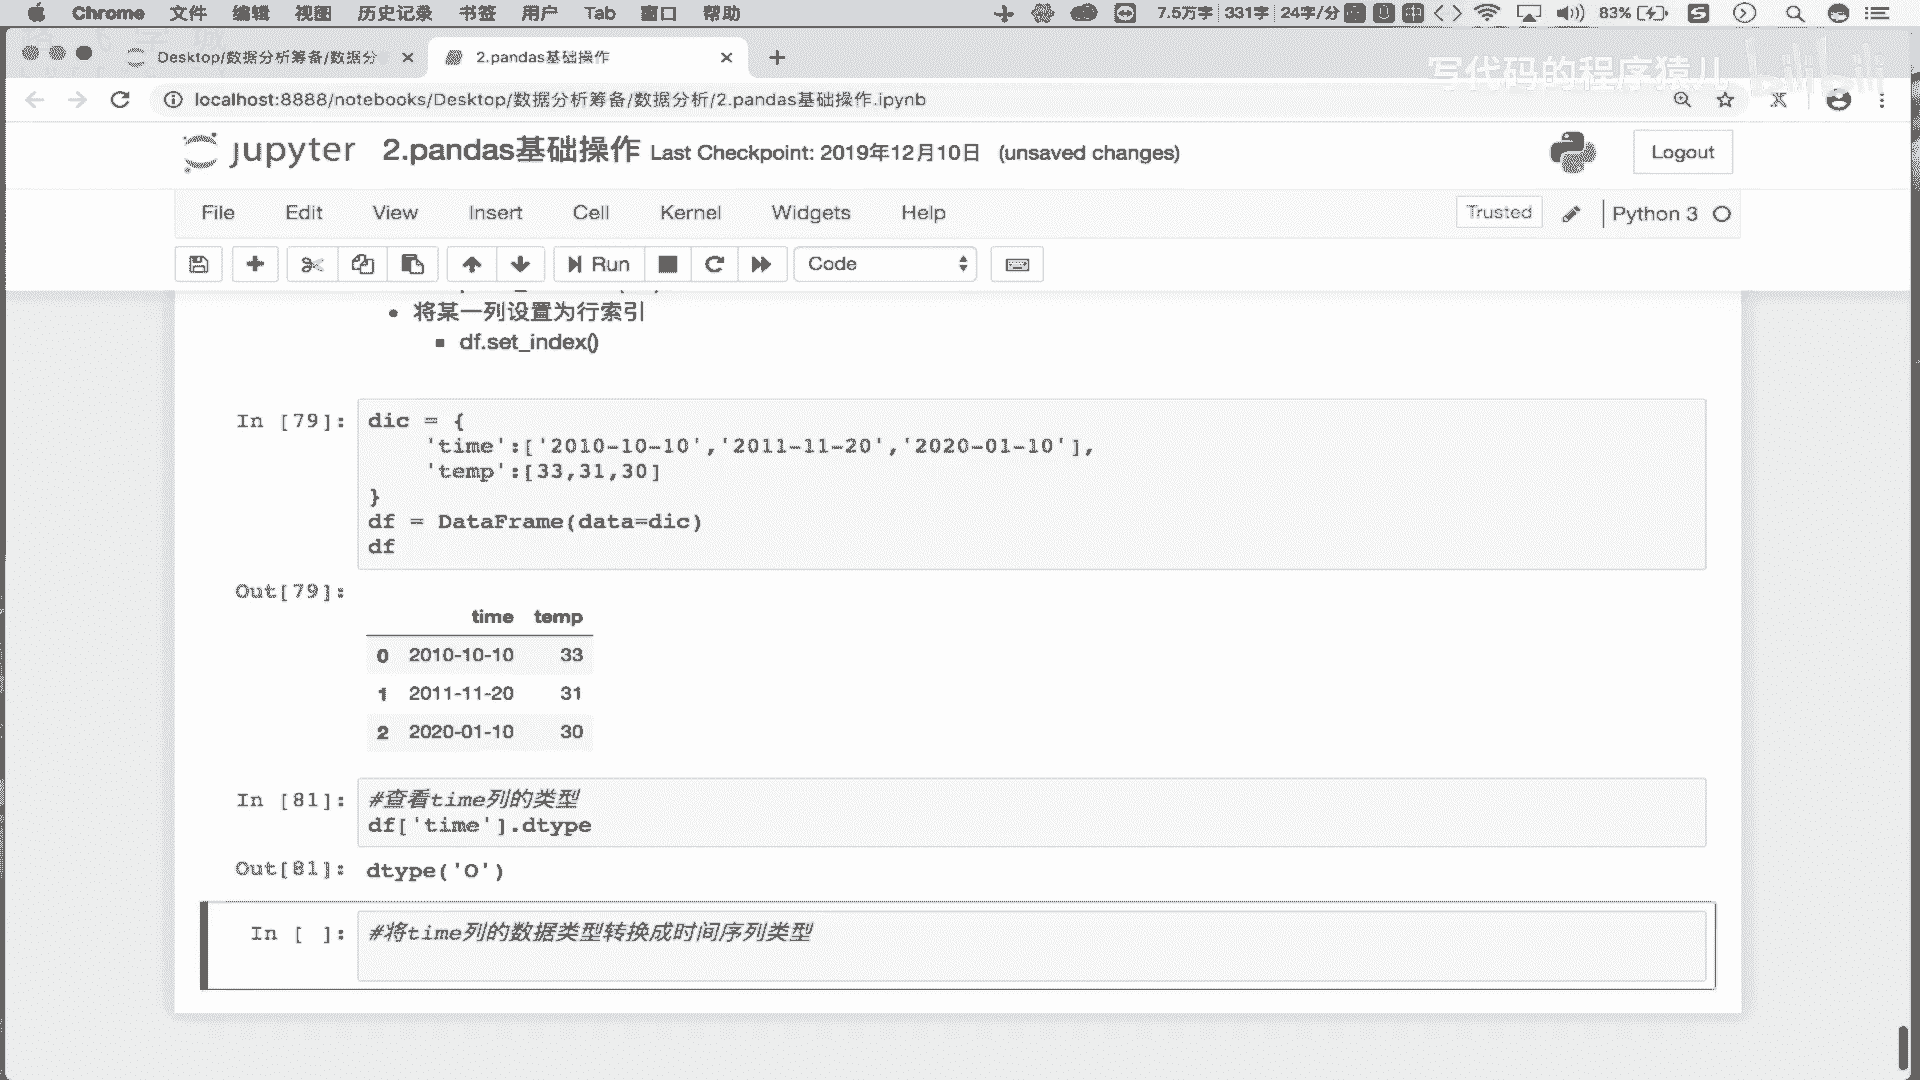 Chrome 文件 编辑 视图 历史记录 书签 用户 Tab 窗口 帮助 7.5万字 331字 24字/分 83%
Desktop/数据分析筹备/数据分
2.pandas基础操作
写代码的程序猿儿 bilibili
localhost:8888/notebooks/Desktop/数据分析筹备/数据分析/2.pandas基础操作.ipynb
jupyter 2.pandas基础操作 Last Checkpoint: 2019年12月10日 (unsaved changes)
Logout
File Edit View Insert Cell Kernel Widgets Help
Trusted Python 3
Run Code
将某一列设置为行索引
df.set_index()
In [79]: dic = {
'time':['2010-10-10','2011-11-20','2020-01-10'],
'temp':[33,31,30]
}
df = DataFrame(data=dic)
df
Out[79]:
time temp
0 2010-10-10 33
1 2011-11-20 31
2 2020-01-10 30
In [81]: #查看time列的类型
df['time'].dtype
Out[81]: dtype('O')
In [ ]: #将time列的数据类型转换成时间序列类型